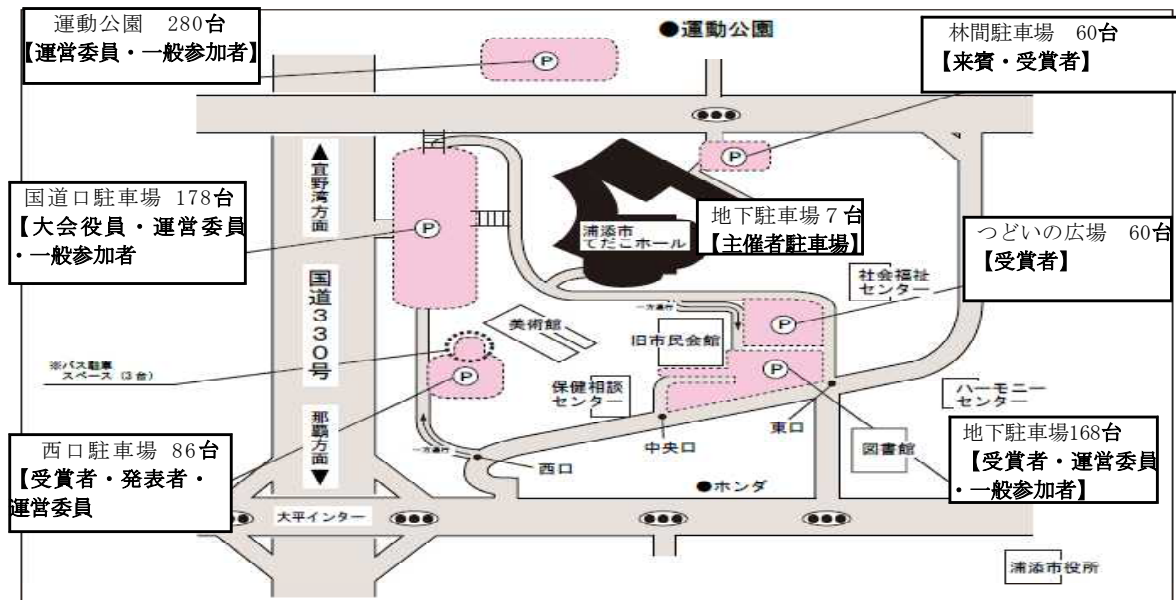 運動公園 280台
【運営委員・一般参加者】
●運動公園
林間駐車場 60台
【来賓・受賞者】
P
P
国道口駐車場 178台
【大会役員・運営委員
・一般参加者
▲宜野湾方面
国道330号
那覇方面▼
P
浦添市
てだこホール
地下駐車場7台
【主催者駐車場】
つどいの広場 60台
【受賞者】
社会福祉
センター
一方通行
美術館
旧市民会館
P
※バス駐車
スペース(3台)
P
保健相談
センター
P
ハーモニー
センター
東口
中央口
図書館
地下駐車場168台
【受賞者・運営委員
・一般参加者】
西口駐車場 86台
【受賞者・発表者・
運営委員
一方通行
西口
●ホンダ
大平インター
浦添市役所